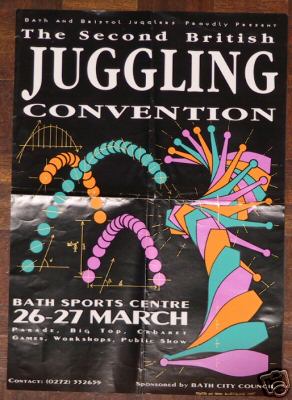 Bath and Bristol Jugglers Proudly Present
The Second British
JUGGLING
CONVENTION
BATH SPORTS CENTRE
26-27 MARCH
Parade, Big Top, Cabaret
Games, Workshops, Public Show
Contact: (0272) 552655
Sponsored by BATH CITY COUNCIL